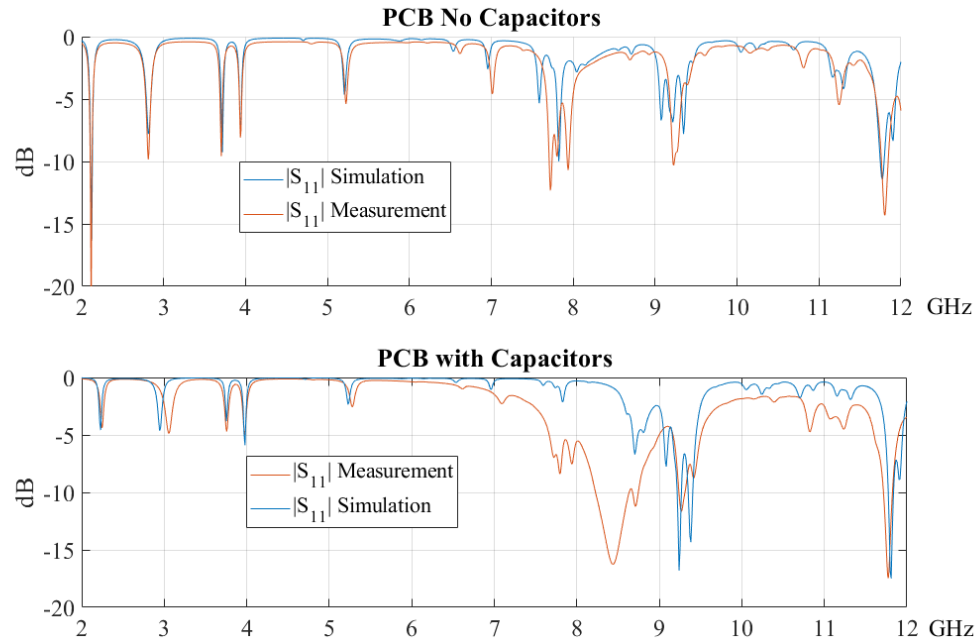 PCB No Capacitors
0
-5
-10
-15
-20
dB
|S11| Simulation
|S11| Measurement
2 3 4 5 6 7 8 9 10 11 12 GHz
PCB with Capacitors
0
-5
-10
-15
-20
dB
|S11| Measurement
|S11| Simulation
2 3 4 5 6 7 8 9 10 11 12 GHz